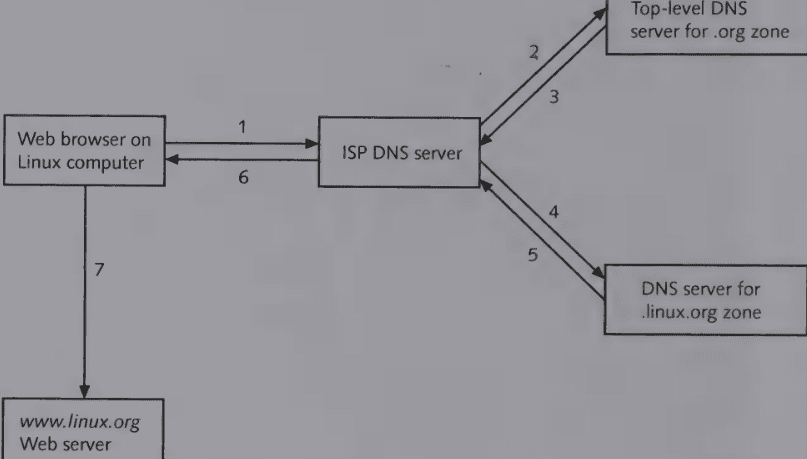 Top-level DNS
server for .org zone
2
3
1
Web browser on
Linux computer
ISP DNS server
6
4
5
7
DNS server for
.linux.org zone
www.linux.org
Web server